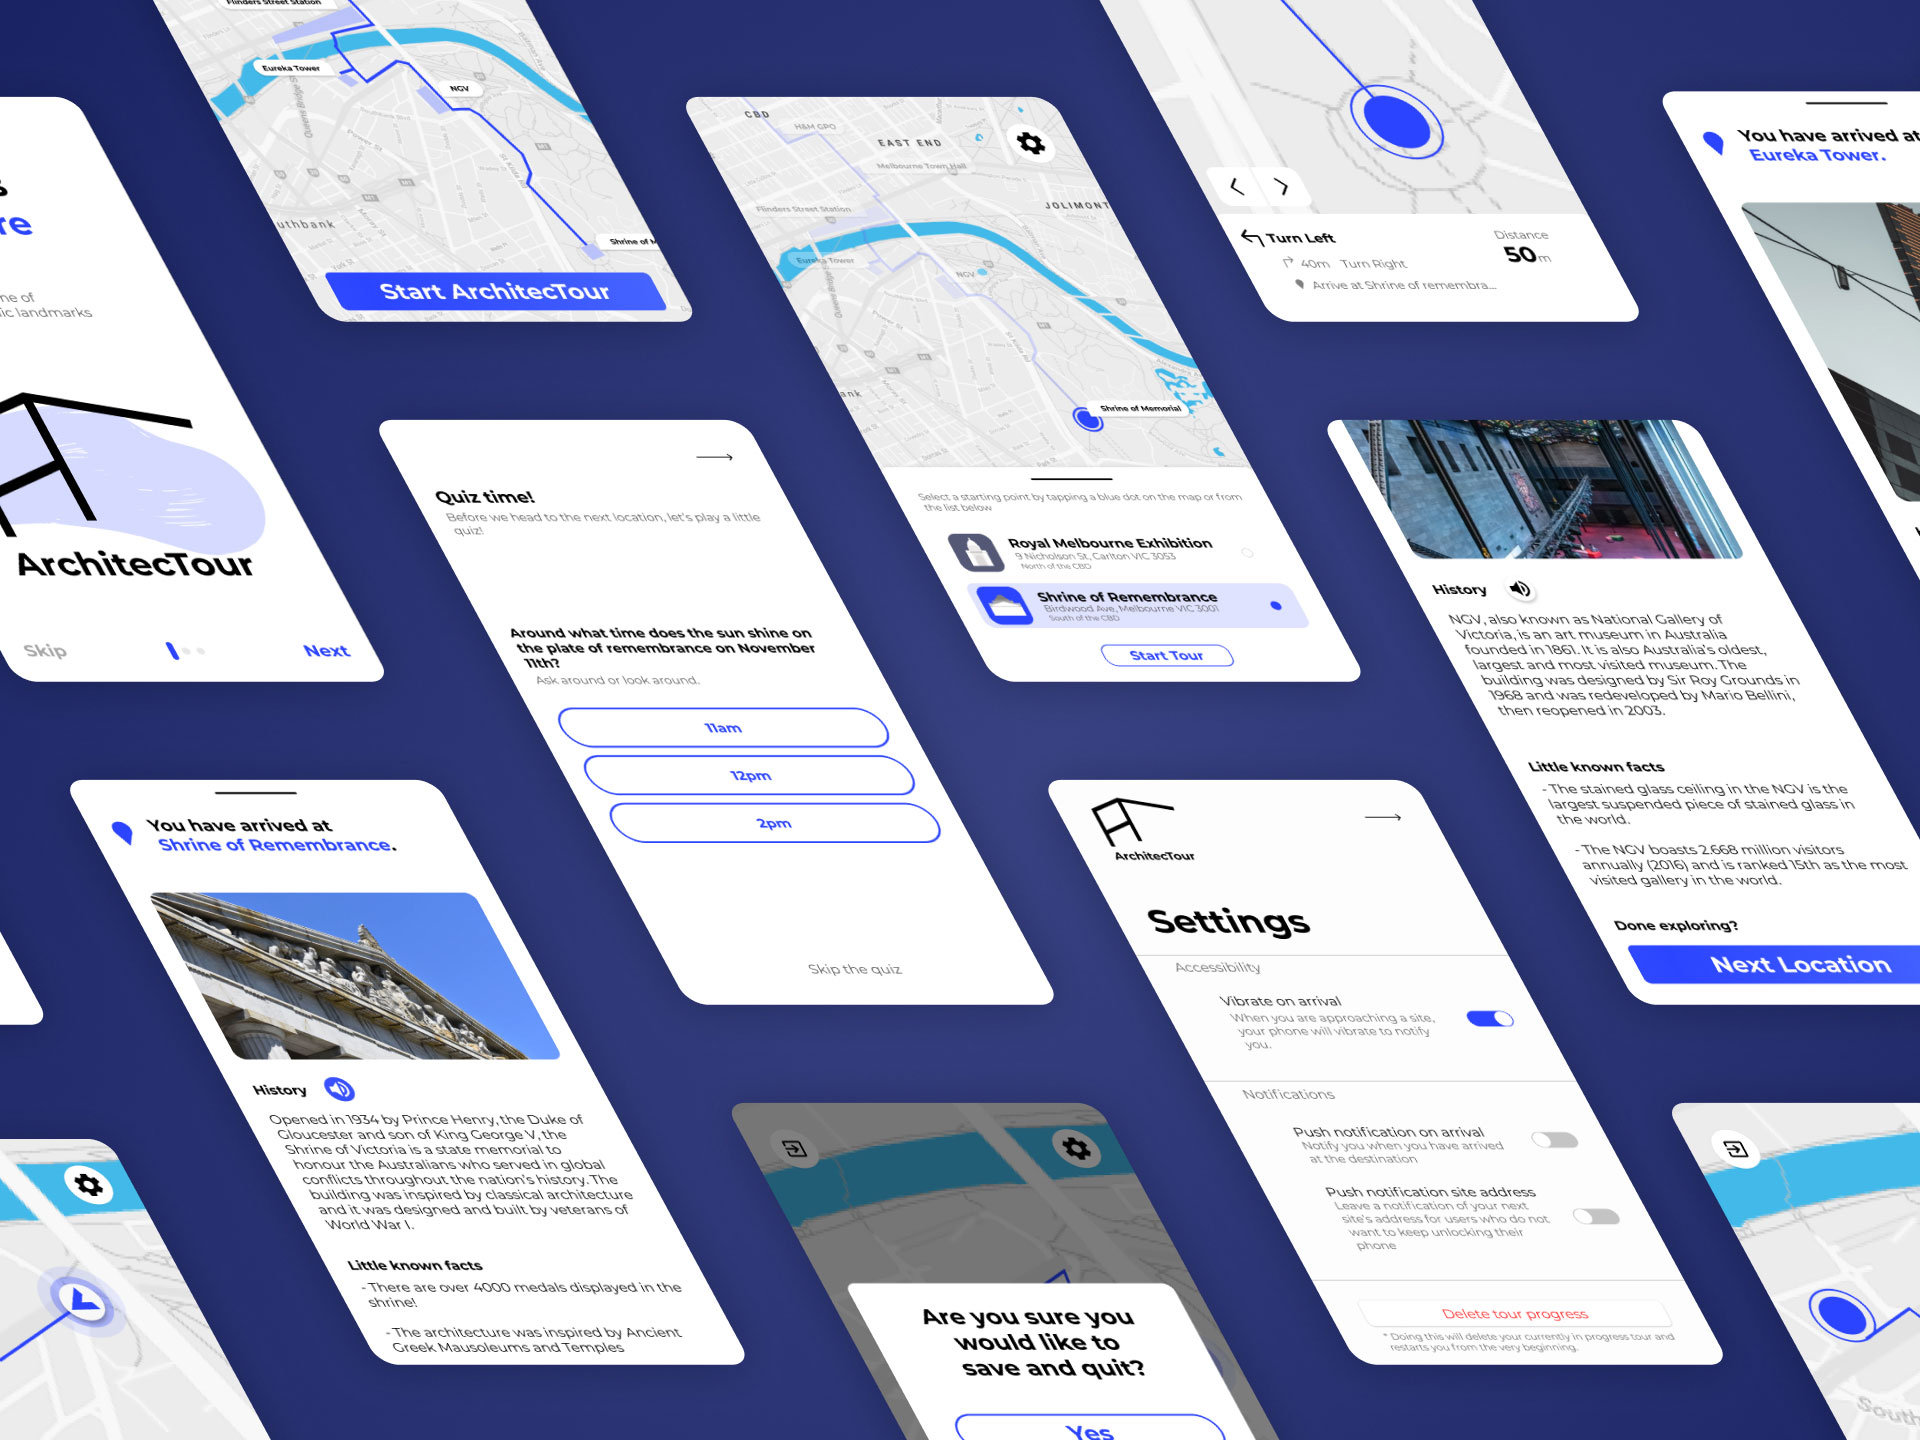 Flinders Street Station
Eureka Tower
NGV
Shrine of M
Start ArchitecTour
re
ne of
ic landmarks
ArchitecTour
Skip
Next
CBD
H&M GPO
EAST END
Melbourne Town Hall
JOLIMONT
Flinders Street Station
Eureka Tower
NGV
Shrine of Memorial
Select a starting point by tapping a blue dot on the map or from
the list below
Royal Melbourne Exhibition
9 Nicholson St, Carlton VIC 3053
North of the CBD
Shrine of Remembrance
Birdwood Ave, Melbourne VIC 3001
South of the CBD
Start Tour
Turn Left
40m Turn Right
Arrive at Shrine of remembra...
Distance
50m
You have arrived at
Eureka Tower.
Quiz time!
Before we head to the next location, let's play a little
quiz!
Around what time does the sun shine on
the plate of remembrance on November
11th?
Ask around or look around.
11am
12pm
2pm
Skip the quiz
History
NGV, also known as National Gallery of
Victoria, is an art museum in Australia
founded in 1861. It is also Australia's oldest,
largest and most visited museum. The
building was designed by Sir Roy Grounds in
1968 and was redeveloped by Mario Bellini,
then reopened in 2003.
Little known facts
- The stained glass ceiling in the NGV is the
largest suspended piece of stained glass in
the world.
- The NGV boasts 2.668 million visitors
annually (2016) and is ranked 15th as the most
visited gallery in the world.
Done exploring?
Next Location
You have arrived at
Shrine of Remembrance.
History
Opened in 1934 by Prince Henry, the Duke of
Gloucester and son of King George V, the
Shrine of Victoria is a state memorial to
honour the Australians who served in global
conflicts throughout the nation's history. The
building was inspired by classical architecture
and it was designed and built by veterans of
World War I.
Little known facts
- There are over 4000 medals displayed in the
shrine!
- The architecture was inspired by Ancient
Greek Mausoleums and Temples
ArchitecTour
Settings
Accessibility
Vibrate on arrival
When you are approaching a site,
your phone will vibrate to notify
you.
Notifications
Push notification on arrival
Notify you when you have arrived
at the destination
Push notification site address
Leave a notification of your next
site's address for users who do not
want to keep unlocking their
phone
Delete tour progress
* Doing this will delete your currently in progress tour and
restarts you from the very beginning.
Are you sure you
would like to
save and quit?
Yes
South